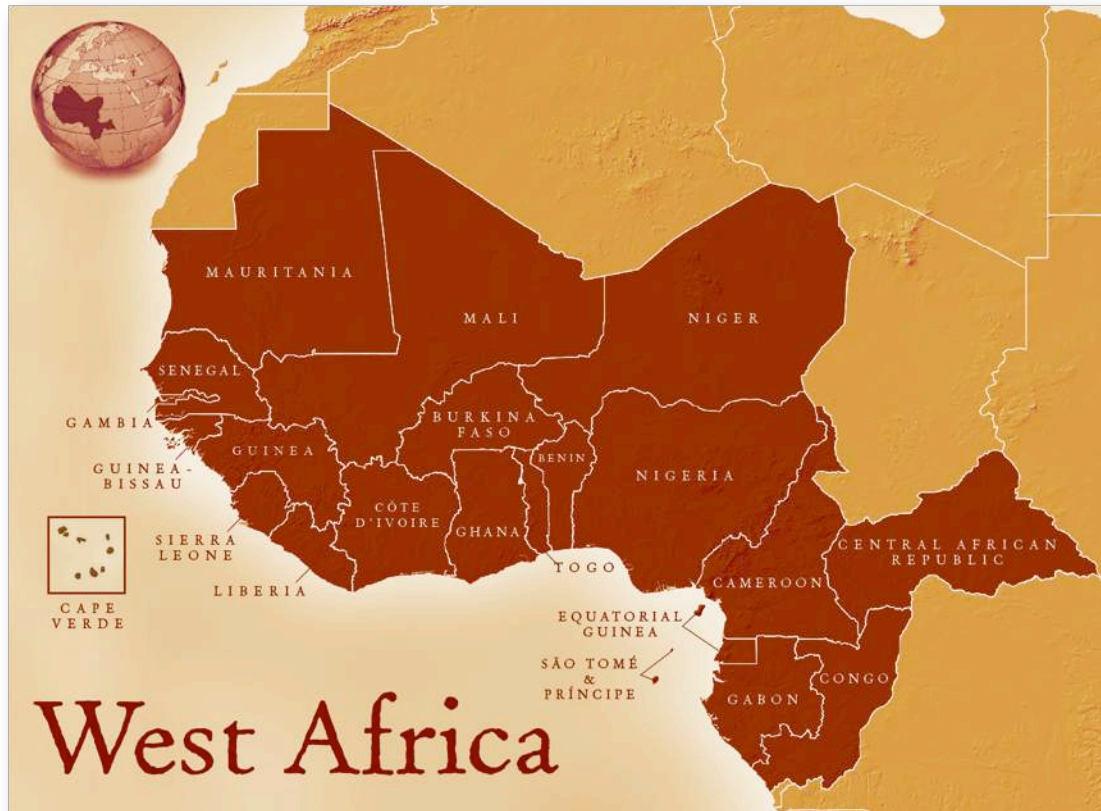 MAURITANIA
MALI
NIGER
SENEGAL
GAMBIA
BURKINA
FASO
GUINEA
BENIN
GUINEA-
BISSAU
NIGERIA
CÔTE
D'IVOIRE
GHANA
SIERRA
LEONE
CENTRAL AFRICAN
REPUBLIC
TOGO
LIBERIA
CAMEROON
CAPE
VERDE
EQUATORIAL
GUINEA
SÃO TOMÉ
&
PRÍNCIPE
CONGO
GABON
West Africa